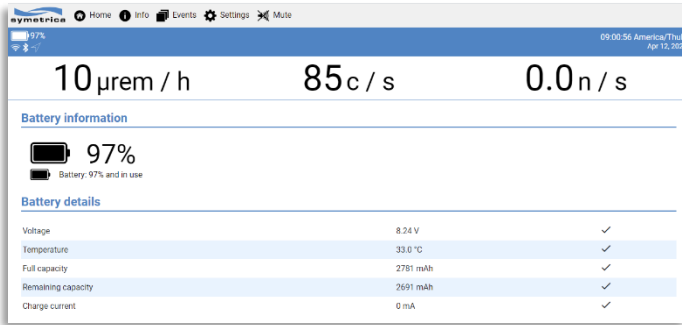 symetrica Home Info Events Settings Mute
97%
09:00:56 America/Thul
Apr 12, 202
10 µrem / h 85 c / s 0.0 n / s
Battery information
97%
Battery: 97% and in use
Battery details
Voltage 8.24 V
Temperature 33.0 °C
Full capacity 2781 mAh
Remaining capacity 2691 mAh
Charge current 0 mA